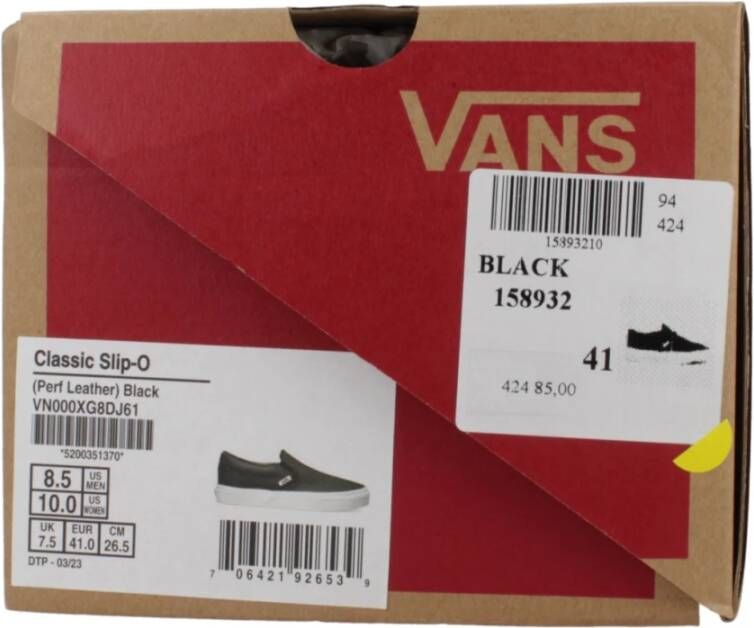 VANS
94
424
15893210
BLACK
158932
41
424 85,00
Classic Slip-O
(Perf Leather) Black
VN000XG8DJ61
*5200351370*
8.5 US MEN
10.0 US WOMEN
UK EUR CM
7.5 41.0 26.5
DTP - 03/23
7 06421 92653 9